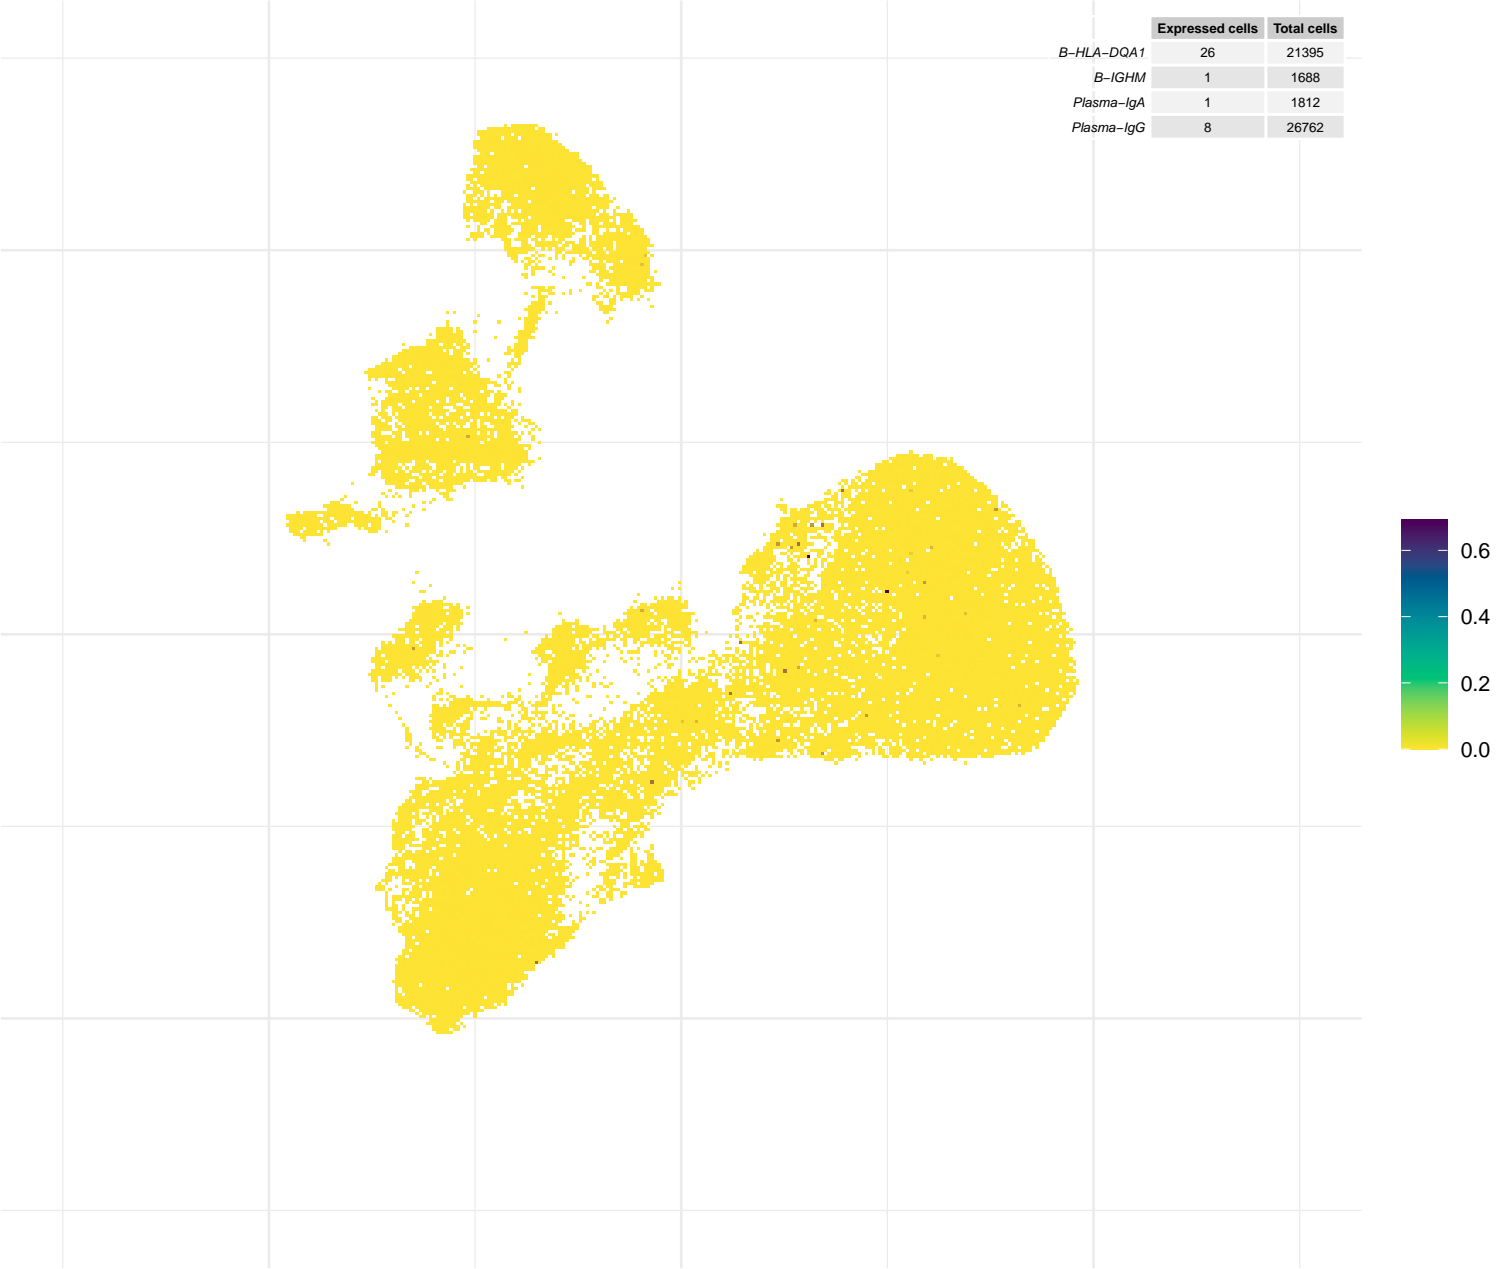 Expressed cells Total cells
B−HLA−DQA1 26 21395
B−IGHM 1 1688
Plasma−IgA 1 1812
Plasma−IgG 8 26762
0.6
0.4
0.2
0.0